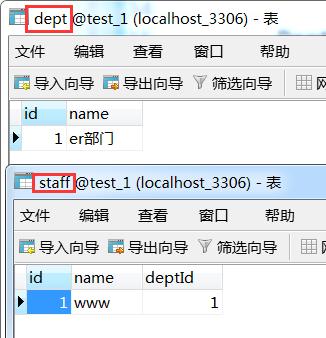 dept @test_1 (localhost_3306) - 表
文件 编辑 查看 窗口 帮助
导入向导 导出向导 筛选向导
id name
1 er部门
staff @test_1 (localhost_3306) - 表
文件 编辑 查看 窗口 帮助
导入向导 导出向导 筛选向导
id name deptId
1 www 1